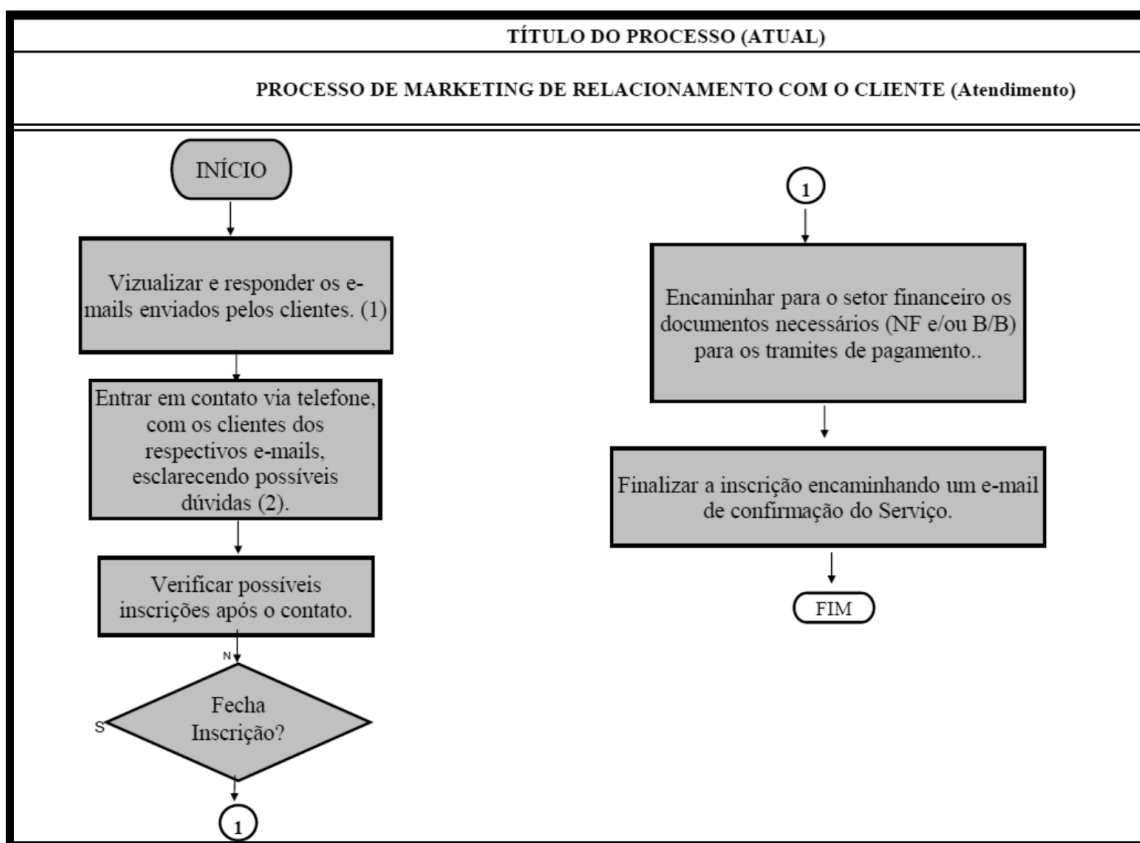 TÍTULO DO PROCESSO (ATUAL)
PROCESSO DE MARKETING DE RELACIONAMENTO COM O CLIENTE (Atendimento)
INÍCIO
Vizualizar e responder os e-
mails enviados pelos clientes. (1)
Entrar em contato via telefone,
com os clientes dos
respectivos e-mails,
esclarecendo possíveis
dúvidas (2).
Verificar possíveis
inscrições após o contato.
N
Fecha
Inscrição?
S
1
1
Encaminhar para o setor financeiro os
documentos necessários (NF e/ou B/B)
para os tramites de pagamento..
Finalizar a inscrição encaminhando um e-mail
de confirmação do Serviço.
FIM